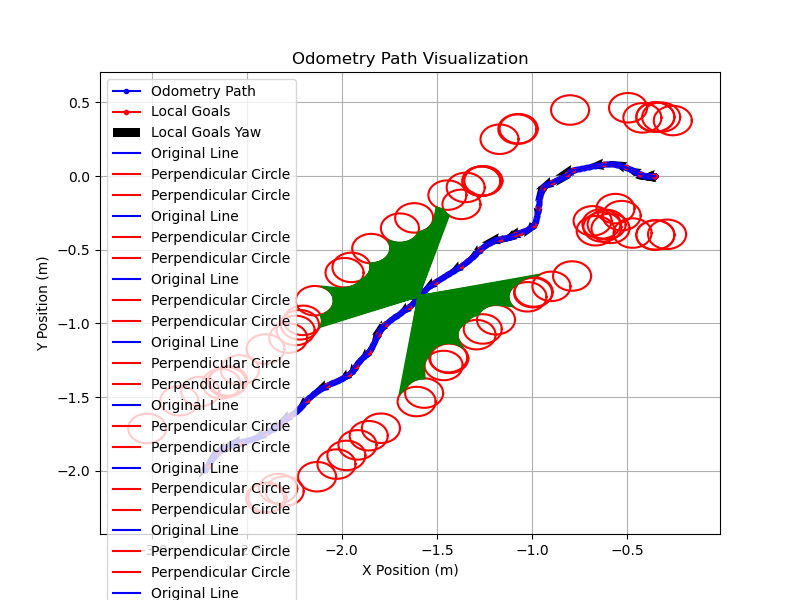 Odometry Path Visualization
Y Position (m)
0.5
0.0
−0.5
−1.0
−1.5
−2.0
Odometry Path
Local Goals
Local Goals Yaw
Original Line
Perpendicular Circle
Perpendicular Circle
Original Line
Perpendicular Circle
Perpendicular Circle
Original Line
Perpendicular Circle
Perpendicular Circle
Original Line
Perpendicular Circle
Perpendicular Circle
Original Line
Perpendicular Circle
Perpendicular Circle
Original Line
Perpendicular Circle
Perpendicular Circle
Original Line
Perpendicular Circle
Perpendicular Circle
Original Line
−2.0 −1.5 −1.0 −0.5
X Position (m)